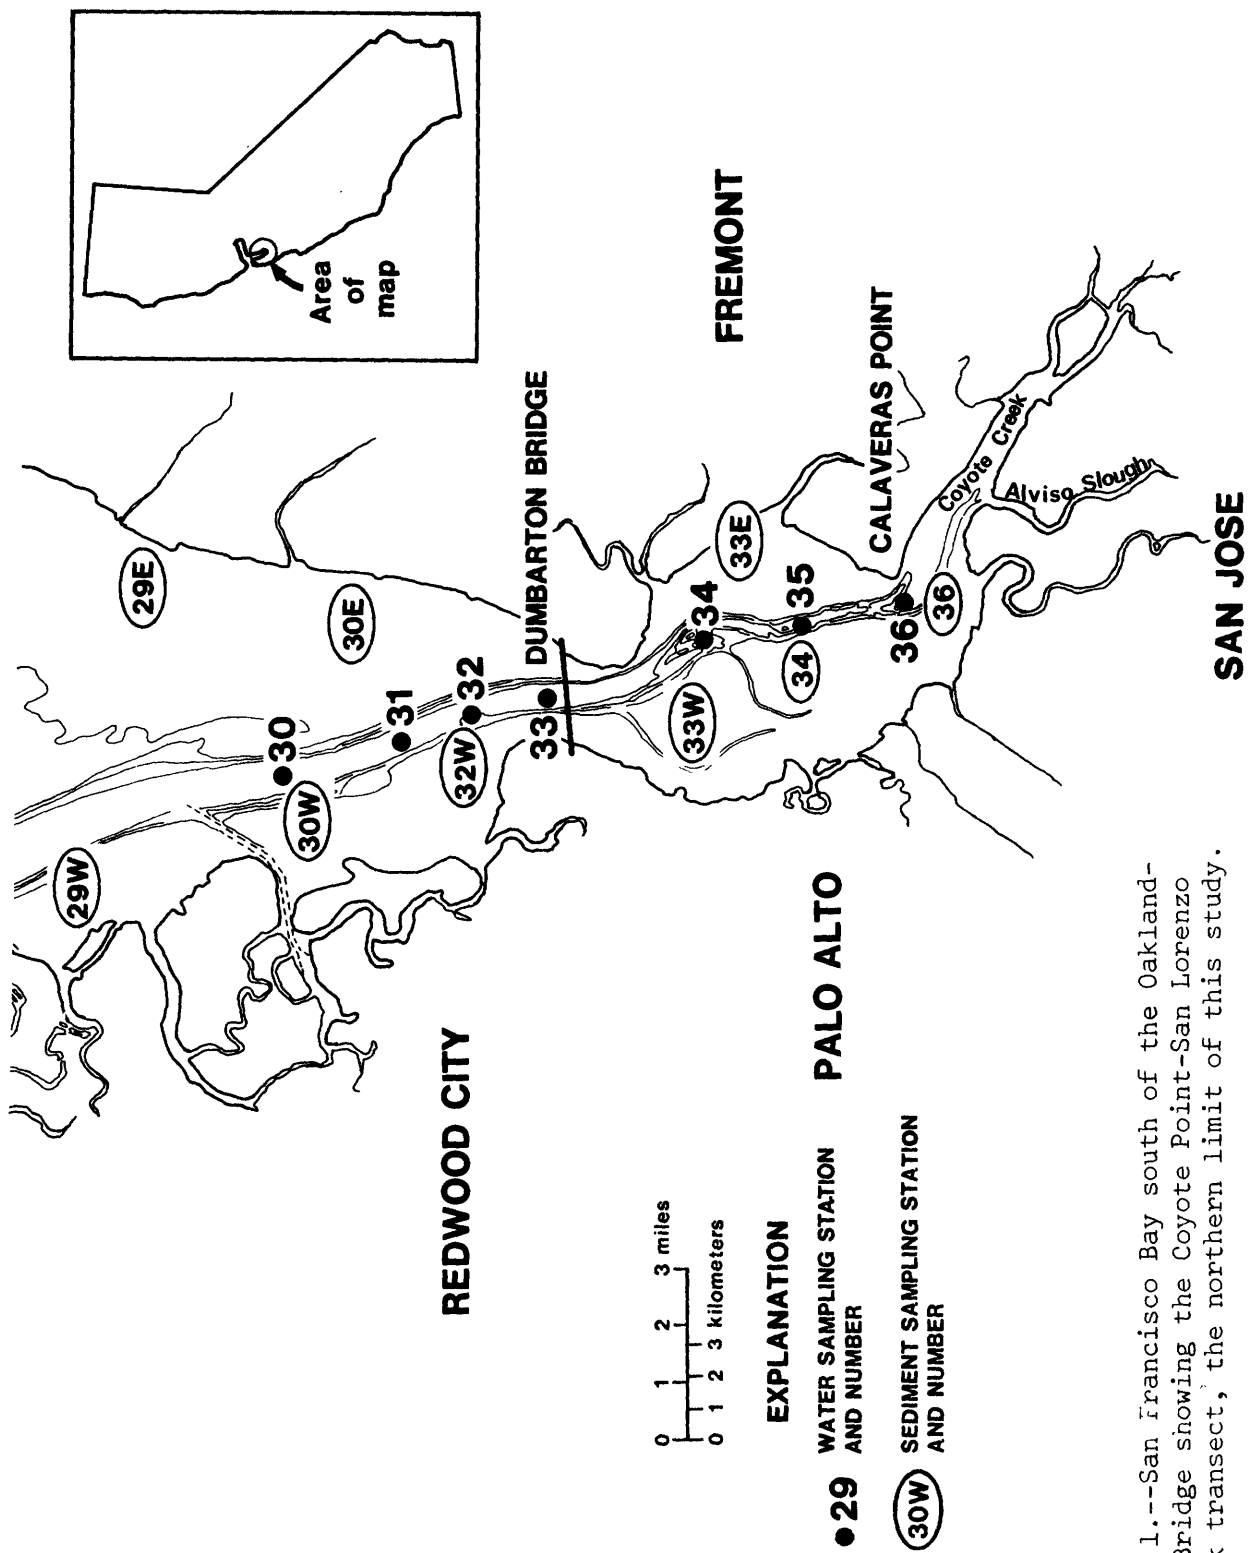 Area
of
map
29E
30E
29W
30
30W
31
32
32W
33
DUMBARTON BRIDGE
FREMONT
33E
34
33W
35
34
CALAVERAS POINT
36
36
Coyote Creek
Alviso Slough
SAN JOSE
REDWOOD CITY
PALO ALTO
0 1 2 3 miles
0 1 2 3 kilometers
EXPLANATION
29 WATER SAMPLING STATION
AND NUMBER
30W SEDIMENT SAMPLING STATION
AND NUMBER
1.--San Francisco Bay south of the Oakland-
Bridge showing the Coyote Point-San Lorenzo
transect, the northern limit of this study.